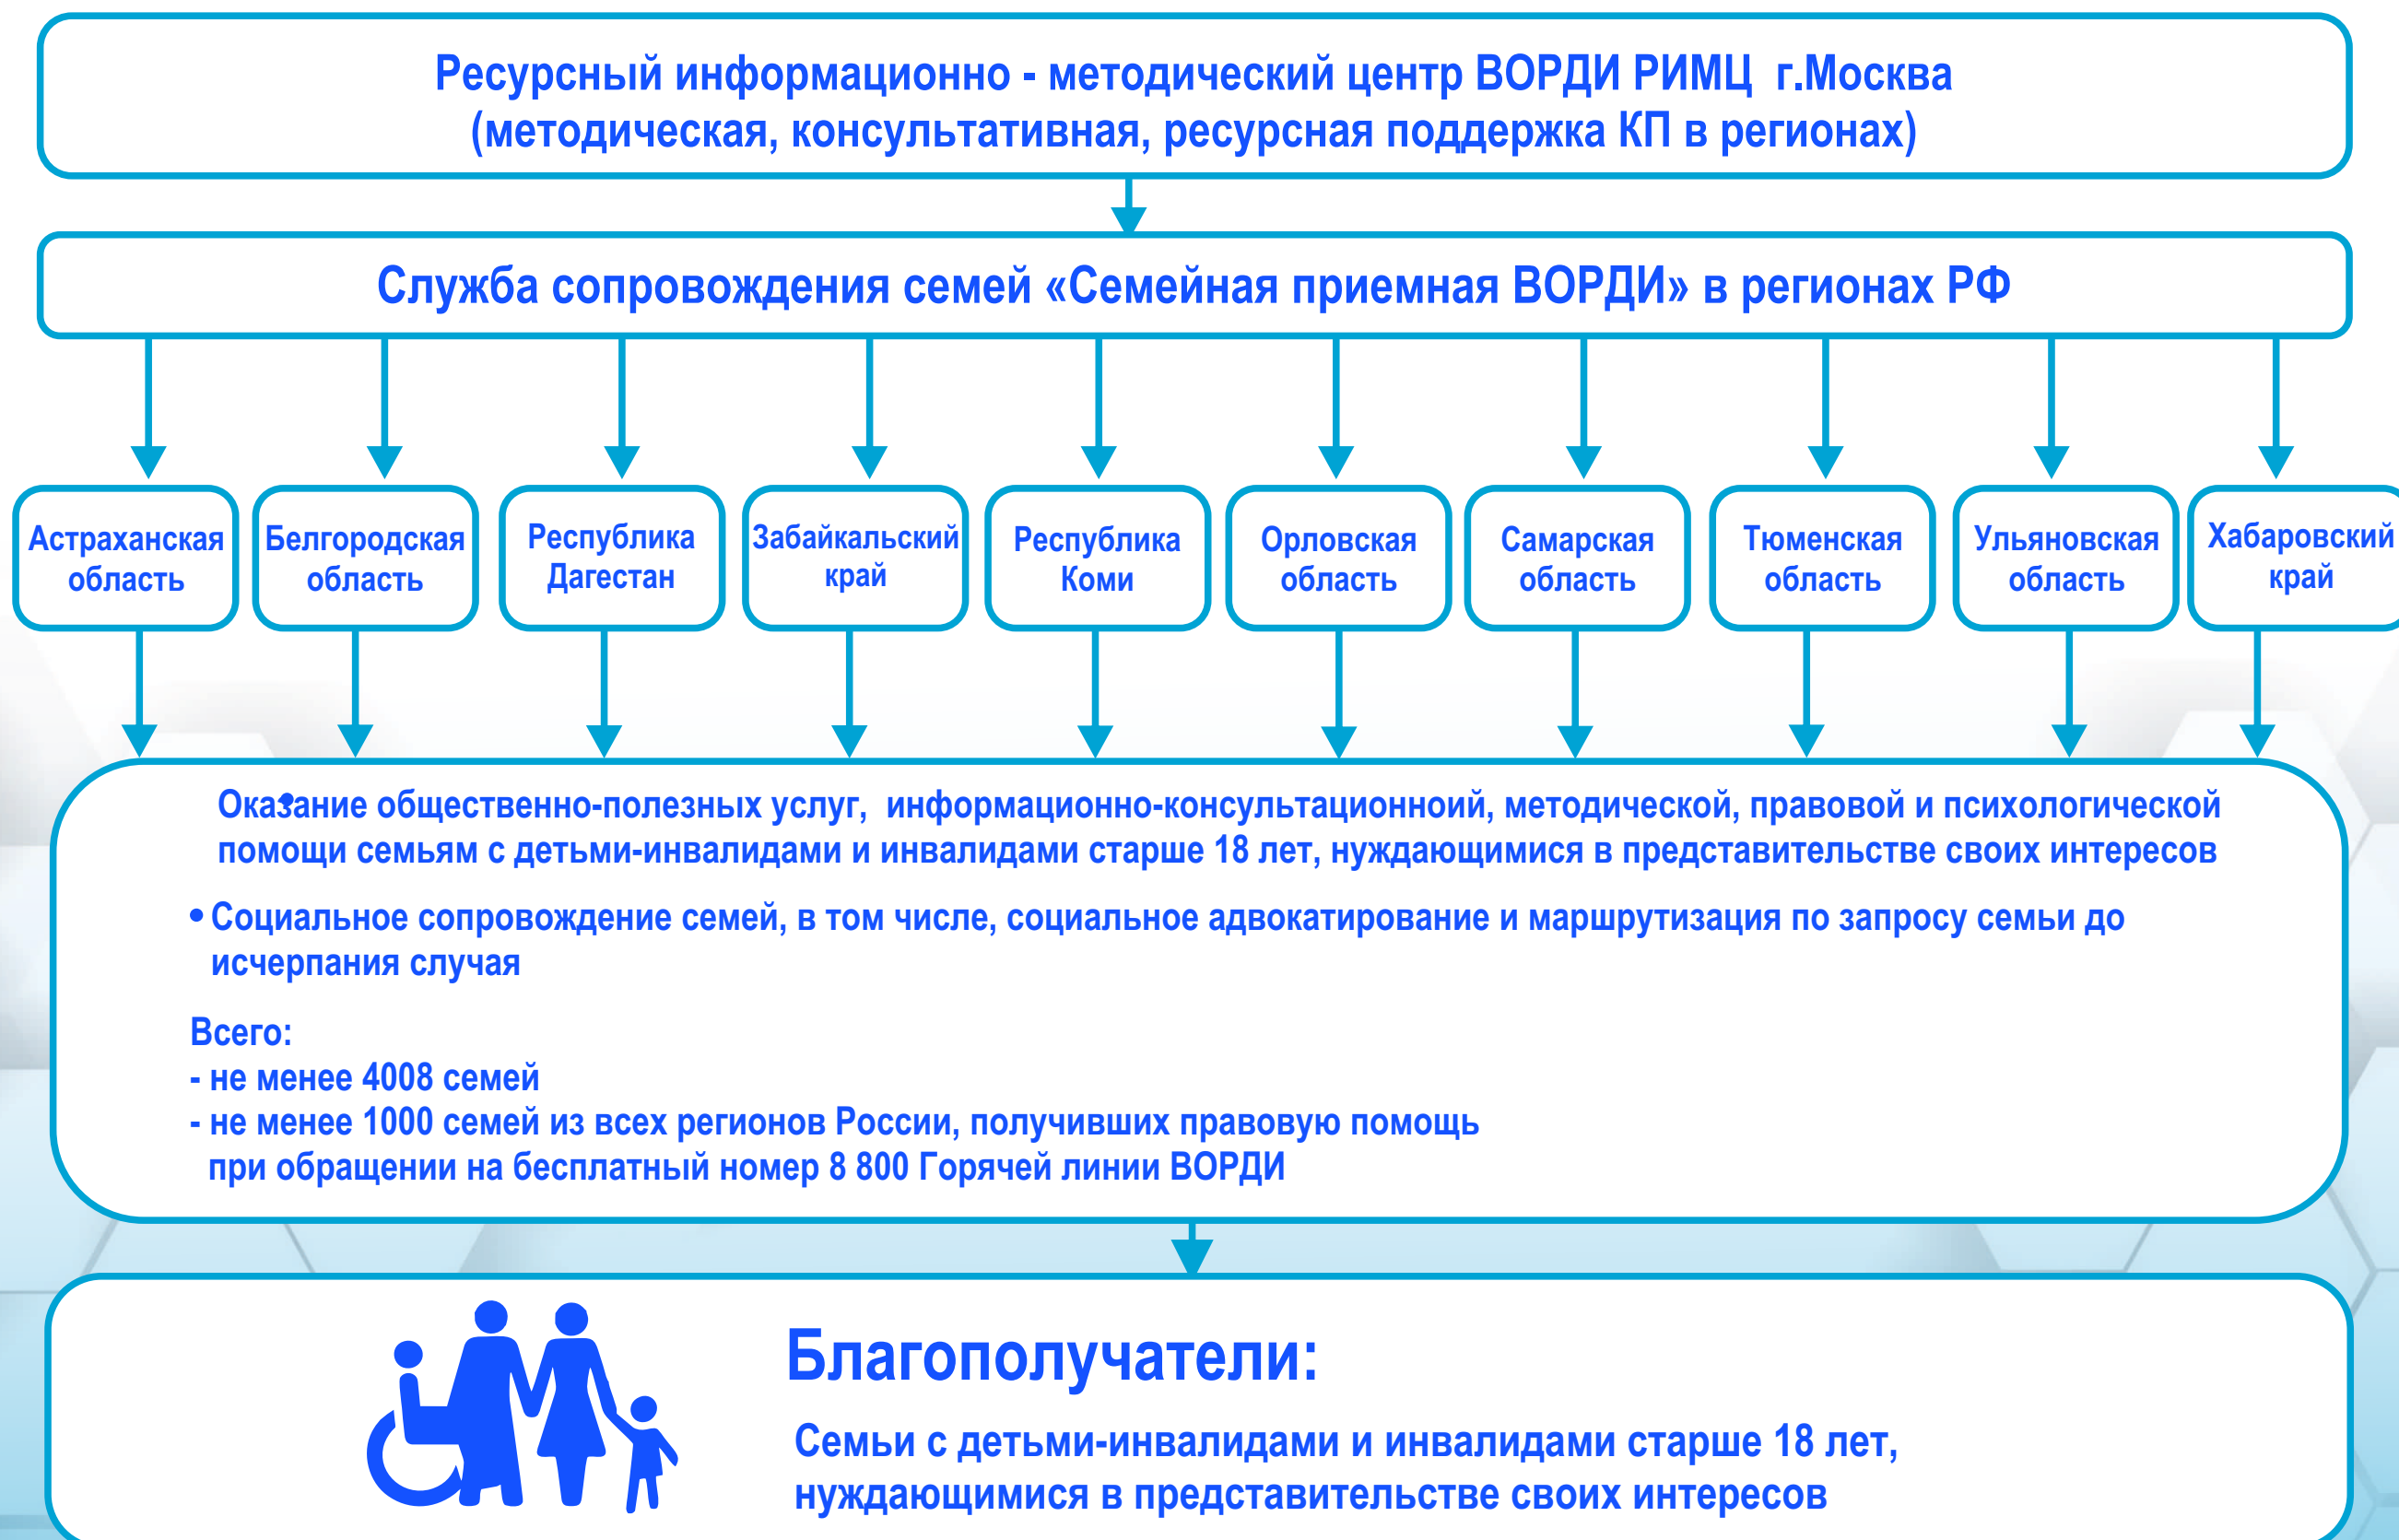 Ресурсный информационно - методический центр ВОРДИ РИМЦ г.Москва
(методическая, консультативная, ресурсная поддержка КП в регионах)
Служба сопровождения семей «Семейная приемная ВОРДИ» в регионах РФ
Астраханская
область
Белгородская
область
Республика
Дагестан
Забайкальский
край
Республика
Коми
Орловская
область
Самарская
область
Тюменская
область
Ульяновская
область
Хабаровский
край
Оказание общественно-полезных услуг, информационно-консультационноий, методической, правовой и психологической
помощи семьям с детьми-инвалидами и инвалидами старше 18 лет, нуждающимися в представительстве своих интересов
• Социальное сопровождение семей, в том числе, социальное адвокатирование и маршрутизация по запросу семьи до
исчерпания случая
Всего:
- не менее 4008 семей
- не менее 1000 семей из всех регионов России, получивших правовую помощь
при обращении на бесплатный номер 8 800 Горячей линии ВОРДИ
Благополучатели:
Семьи с детьми-инвалидами и инвалидами старше 18 лет,
нуждающимися в представительстве своих интересов